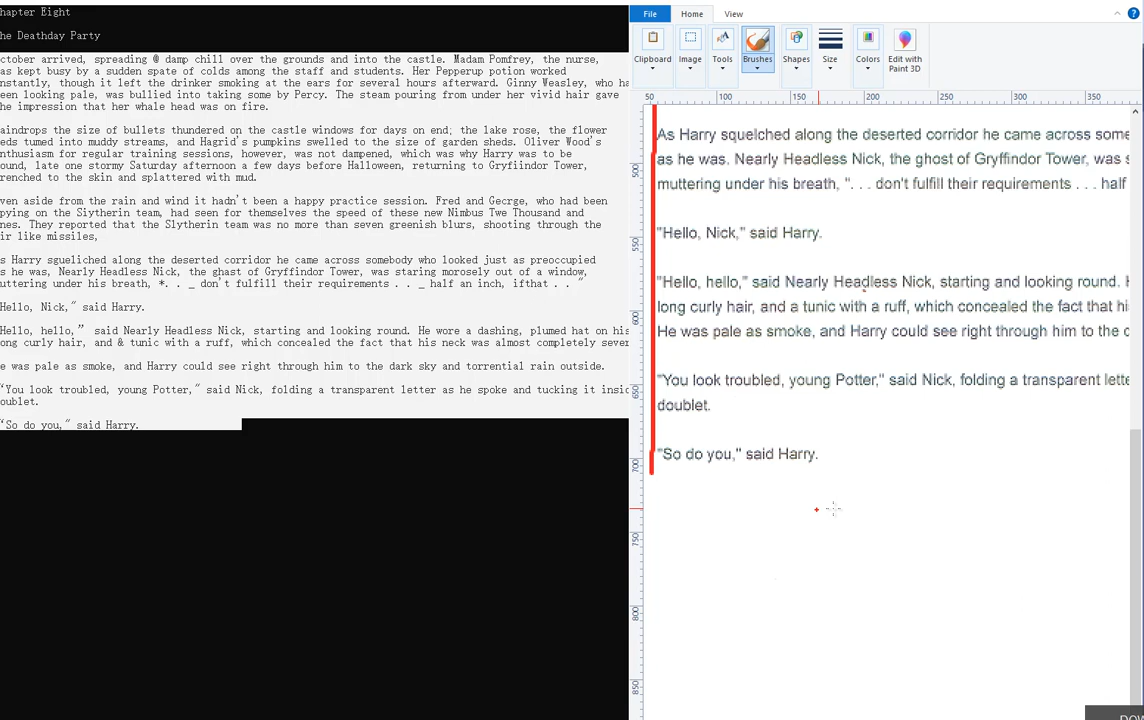 hapter Eight
he Deathday Party
ctober arrived, spreading @ damp chill over the grounds and into the castle. Madam Pomfrey, the nurse,
as kept busy by a sudden spate of colds among the staff and students. Her Pepperup potion worked
nstantly, though it left the drinker smoking at the ears for several hours afterward. Ginny Weasley, who ha
een looking pale, was bullied into taking some by Percy. The steam pouring from under her vivid hair gave
he impression that her whale head was on fire.
aindrops the size of bullets thundered on the castle windows for days on end; the lake rose, the flower
eds tumed into muddy streams, and Hagrid's pumpkins swelled to the size of garden sheds. Oliver Wood's
nthusiasm for regular training sessions, however, was not dampened, which was why Harry was to be
ound, late one stormy Saturday afternoon a few days before Halloween, returning to Gryffindor Tower,
renched to the skin and splattered with mud.
ven aside from the rain and wind it hadn't been a happy practice session. Fred and Gecrge, who had been
pying on the Siytherin team, had seen for themselves the speed of these new Nimbus Twe Thousand and
nes. They reported that the Slytherin team was no more than seven greenish blurs, shooting through the
ir like missiles,
s Harry sgueliched along the deserted corridor he came across somebody who looked just as preoccupied
s he was, Nearly Headless Nick, the ghast of Gryffindor Tower, was staring morosely out of a window,
uttering under his breath, *. . _ don't fulfill their requirements . . _ half an inch, ifthat . . "
Hello, Nick," said Harry.
Hello, hello,” said Nearly Headless Nick, starting and looking round. He wore a dashing, plumed hat on his
ong curly hair, and & tunic with a ruff, which concealed the fact that his neck was almost completely sever
e was pale as smoke, and Harry could see right through him to the dark sky and torrential rain outside.
‘You look troubled, young Potter," said Nick, folding a transparent letter as he spoke and tucking it insid
oublet.
‘So do you," said Harry.
File Home View
Clipboard Image Tools Brushes Shapes Size Colors Edit with
Paint 3D
50 100 150 200 250 300 350
500
550
600
650
700
750
800
850
As Harry squelched along the deserted corridor he came across some
as he was. Nearly Headless Nick, the ghost of Gryffindor Tower, was s
muttering under his breath, ". . . don't fulfill their requirements . . . half
"Hello, Nick," said Harry.
"Hello, hello," said Nearly Headless Nick, starting and looking round. H
long curly hair, and a tunic with a ruff, which concealed the fact that hi
He was pale as smoke, and Harry could see right through him to the d
"You look troubled, young Potter," said Nick, folding a transparent lette
doublet.
"So do you," said Harry.